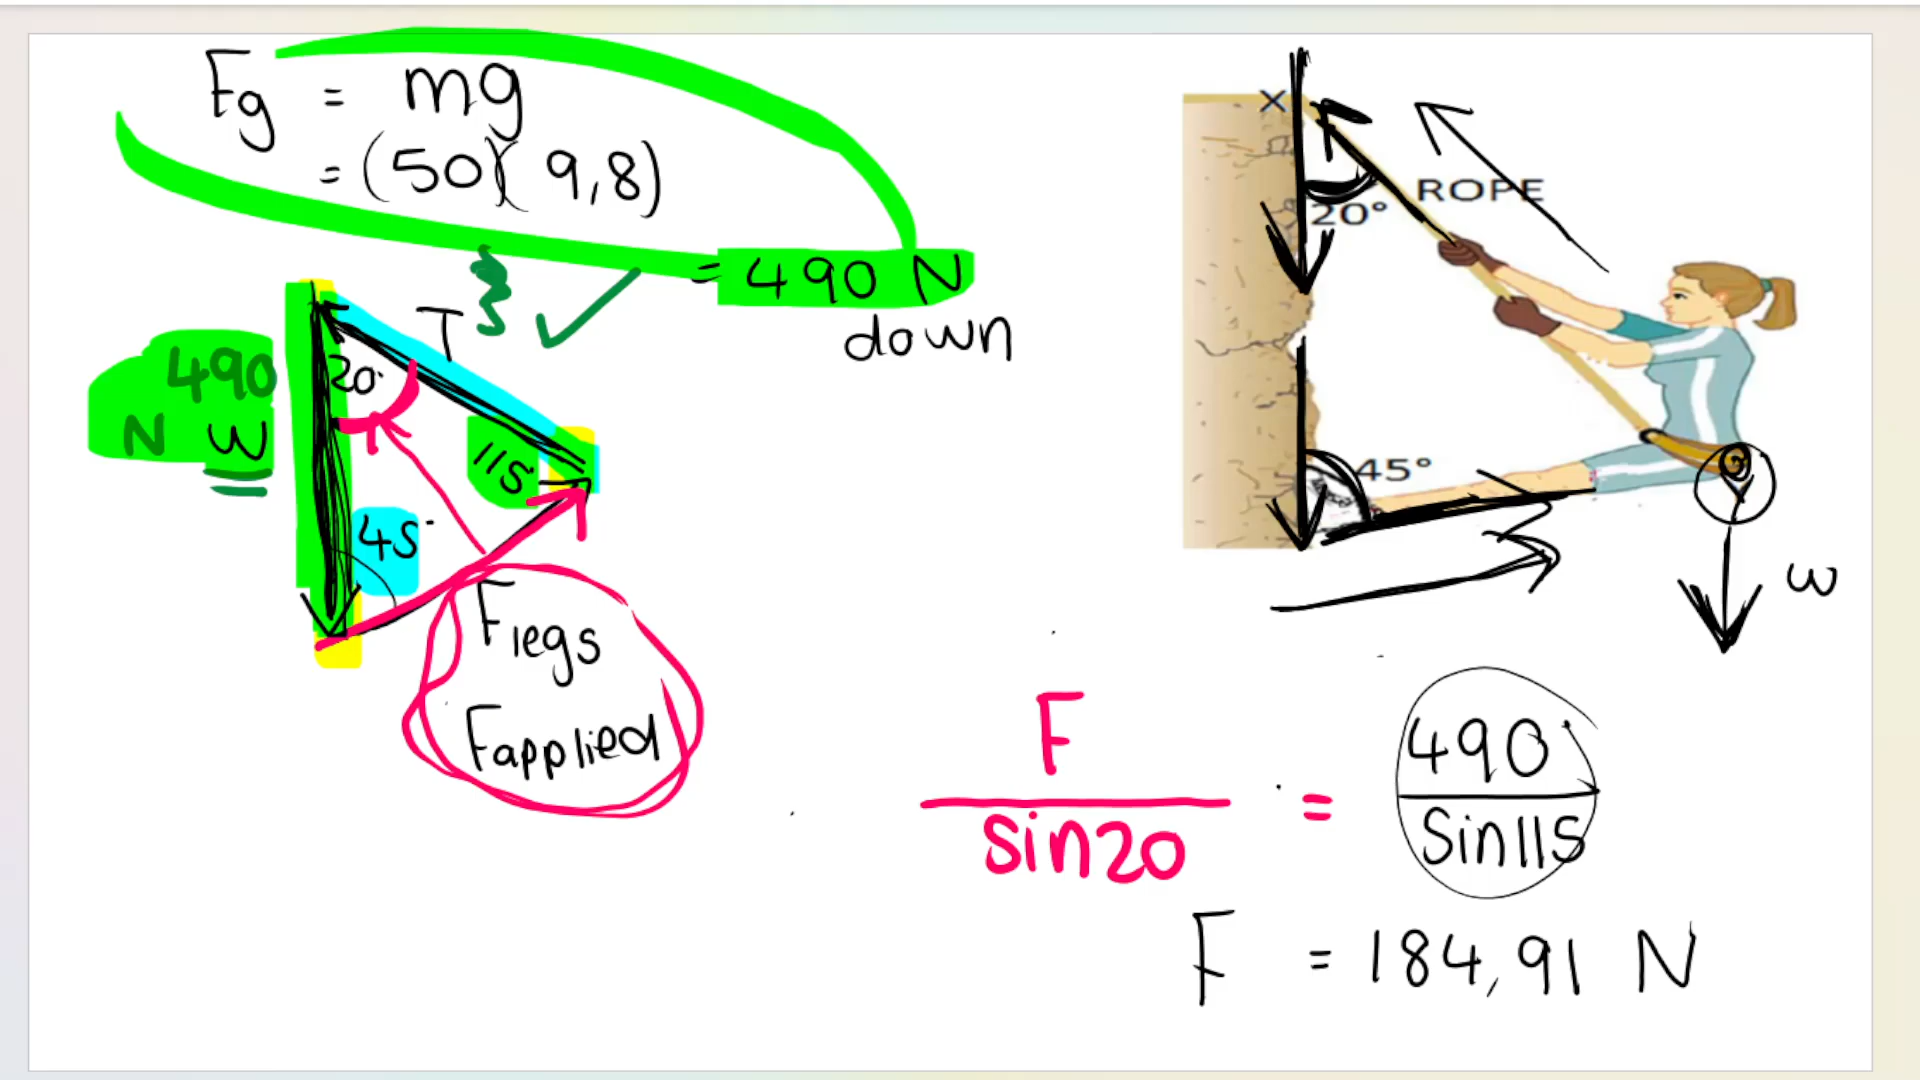 Fg = mg
= (50)(9,8)
= 490 N
down
490
N W
20°
T
115°
45°
Flegs
Fapplied
X
ROPE
20°
45°
W
F
sin20
=
490
Sin115
F = 184,91 N